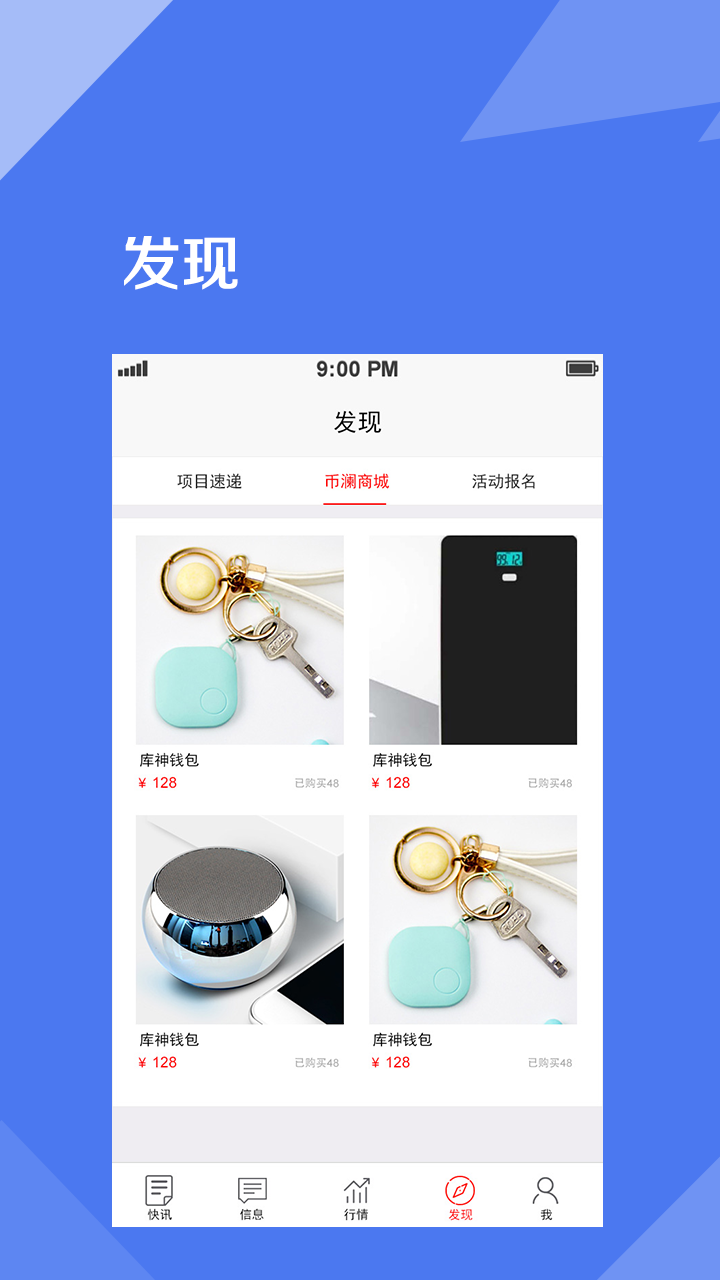 发现
9:00 PM
发现
项目速递 币澜商城 活动报名
99.12.
库神钱包 库神钱包
¥ 128 已购买48 ¥ 128 已购买48
库神钱包 库神钱包
¥ 128 已购买48 ¥ 128 已购买48
快讯 信息 行情 发现 我